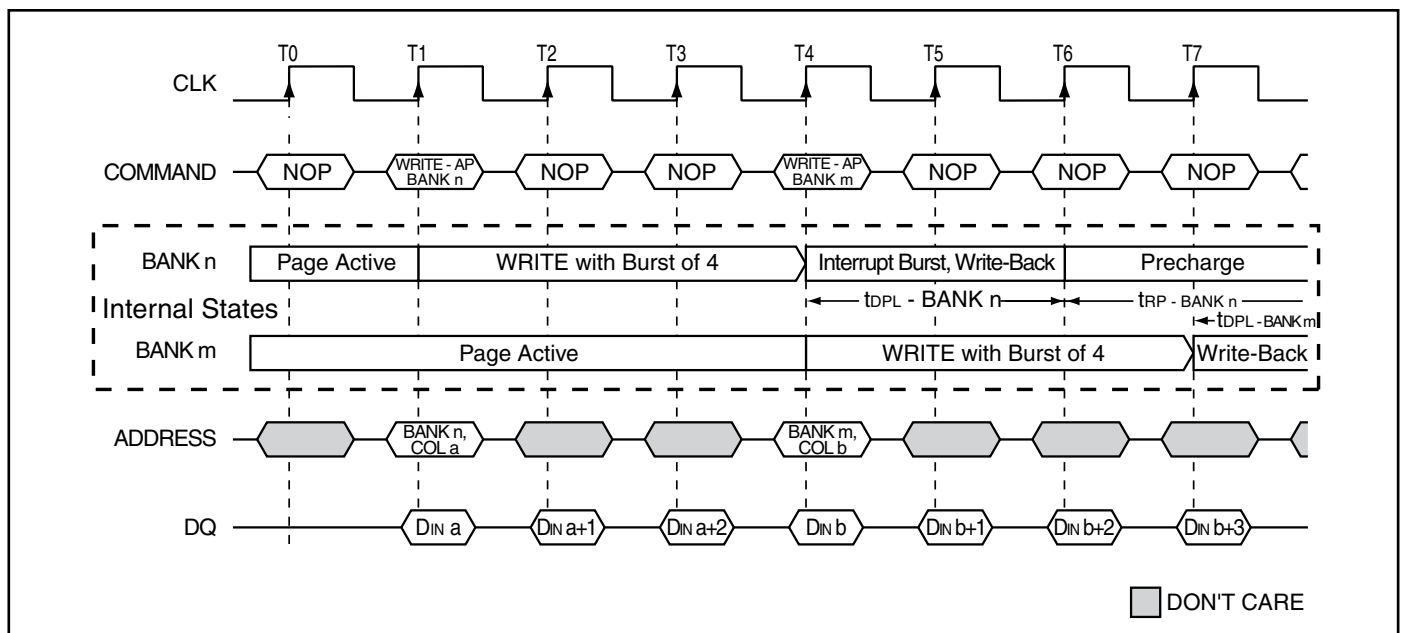 T0 T1 T2 T3 T4 T5 T6 T7
CLK
COMMAND NOP WRITE - AP BANK n NOP NOP WRITE - AP BANK m NOP NOP NOP
BANK n Page Active WRITE with Burst of 4 Interrupt Burst, Write-Back Precharge
tDPL - BANK n tRP - BANK n
Internal States
tDPL - BANK m
BANK m Page Active WRITE with Burst of 4 Write-Back
ADDRESS BANK n, COL a BANK m, COL b
DQ DIN a DIN a+1 DIN a+2 DIN b DIN b+1 DIN b+2 DIN b+3
DON'T CARE